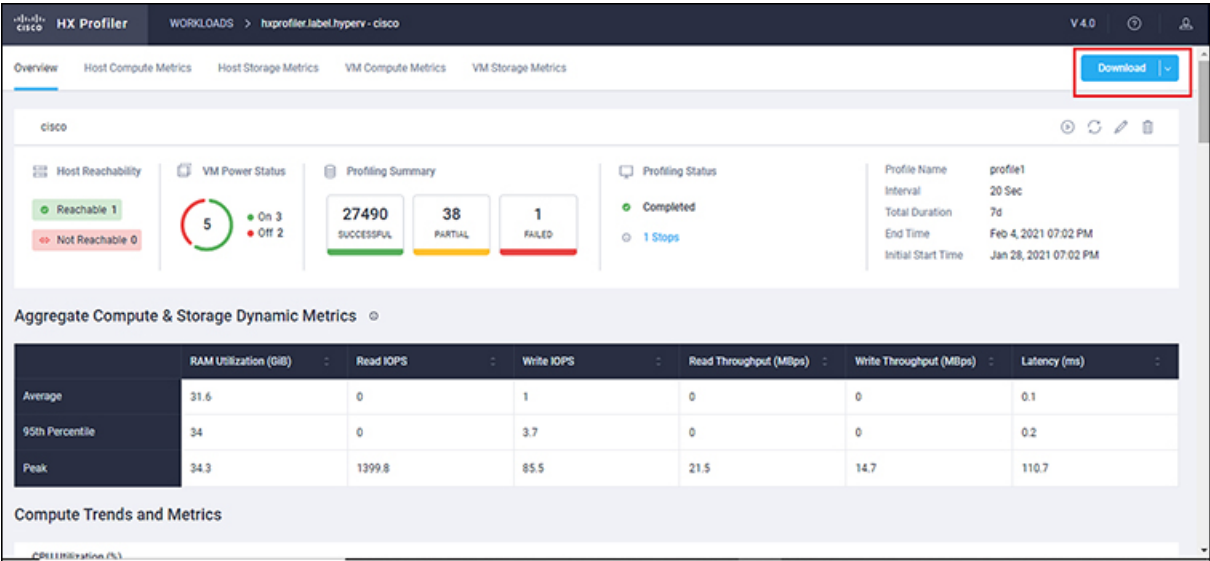 cisco HX Profiler WORKLOADS > hxprofiler.label.hyperv - cisco V 4.0
Overview Host Compute Metrics Host Storage Metrics VM Compute Metrics VM Storage Metrics Download
cisco
Host Reachability
Reachable 1
Not Reachable 0
VM Power Status
5
On 3
Off 2
Profiling Summary
27490 38 1
SUCCESSFUL PARTIAL FAILED
Profiling Status
Completed
1 Stops
Profile Name profile1
Interval 20 Sec
Total Duration 7d
End Time Feb 4, 2021 07:02 PM
Initial Start Time Jan 28, 2021 07:02 PM
Aggregate Compute & Storage Dynamic Metrics
RAM Utilization (GiB) Read IOPS Write IOPS Read Throughput (MBps) Write Throughput (MBps) Latency (ms)
Average 31.6 0 1 0 0 0.1
95th Percentile 34 0 3.7 0 0 0.2
Peak 34.3 1399.8 85.5 21.5 14.7 110.7
Compute Trends and Metrics
CPU Utilization (%)